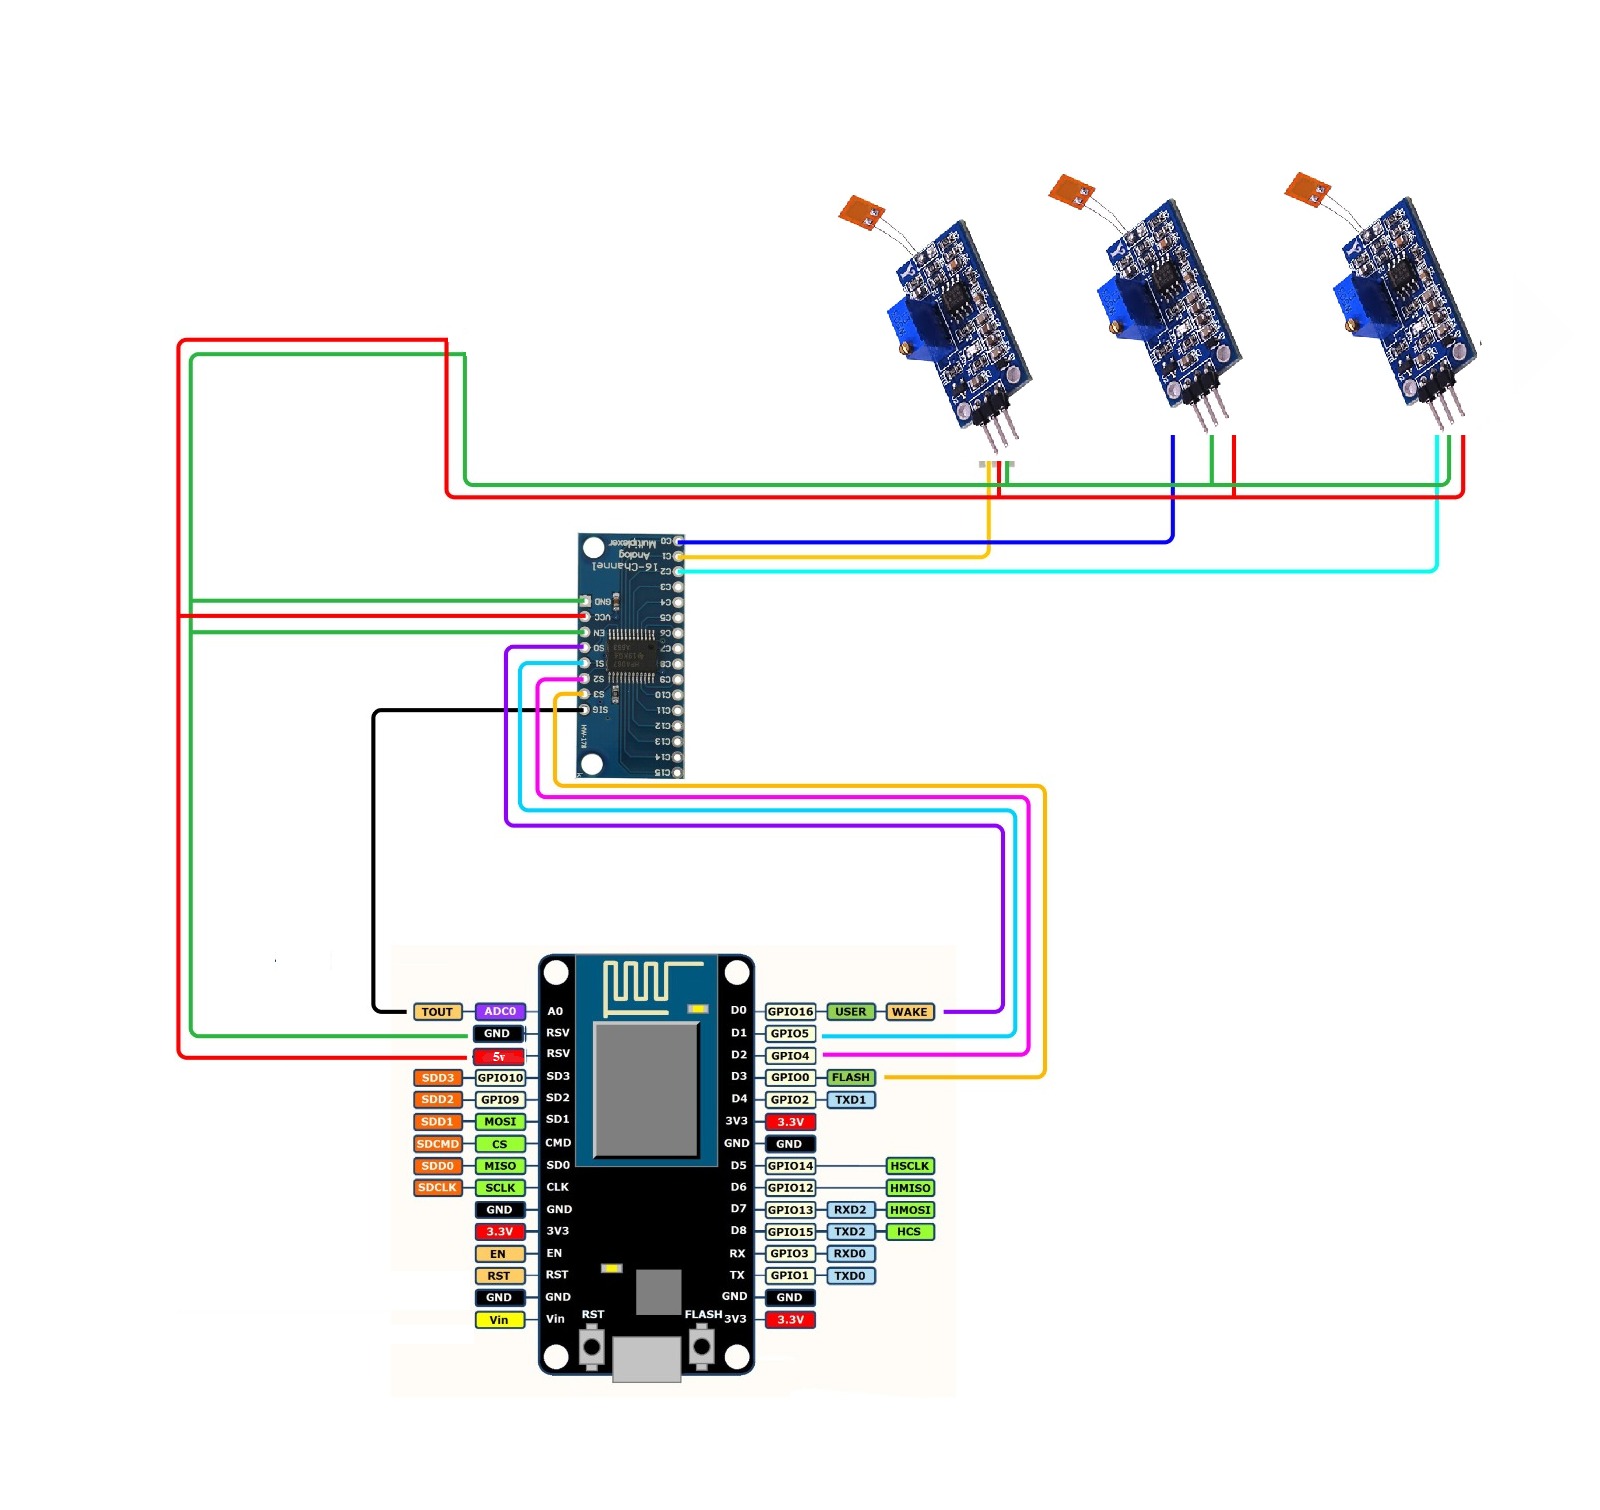 16-Channel
Analog
Multiplexer
C0
C1
C2
C3
C4
C5
C6
C7
C8
C9
C10
C11
C12
C13
C14
C15
GND
VCC
EN
S0
S1
S2
S3
SIG
HW-178
TOUT ADC0 A0 D0 GPIO16 USER WAKE
GND RSV D1 GPIO5
5v RSV D2 GPIO4
SDD3 GPIO10 SD3 D3 GPIO0 FLASH
SDD2 GPIO9 SD2 D4 GPIO2 TXD1
SDD1 MOSI SD1 3V3 3.3V
SDCMD CS CMD GND GND
SDD0 MISO SD0 D5 GPIO14 HSCLK
SDCLK SCLK CLK D6 GPIO12 HMISO
GND GND D7 GPIO13 RXD2 HMOSI
3.3V 3V3 D8 GPIO15 TXD2 HCS
EN EN RX GPIO3 RXD0
RST RST TX GPIO1 TXD0
GND GND GND GND
Vin Vin RST FLASH 3V3 3.3V